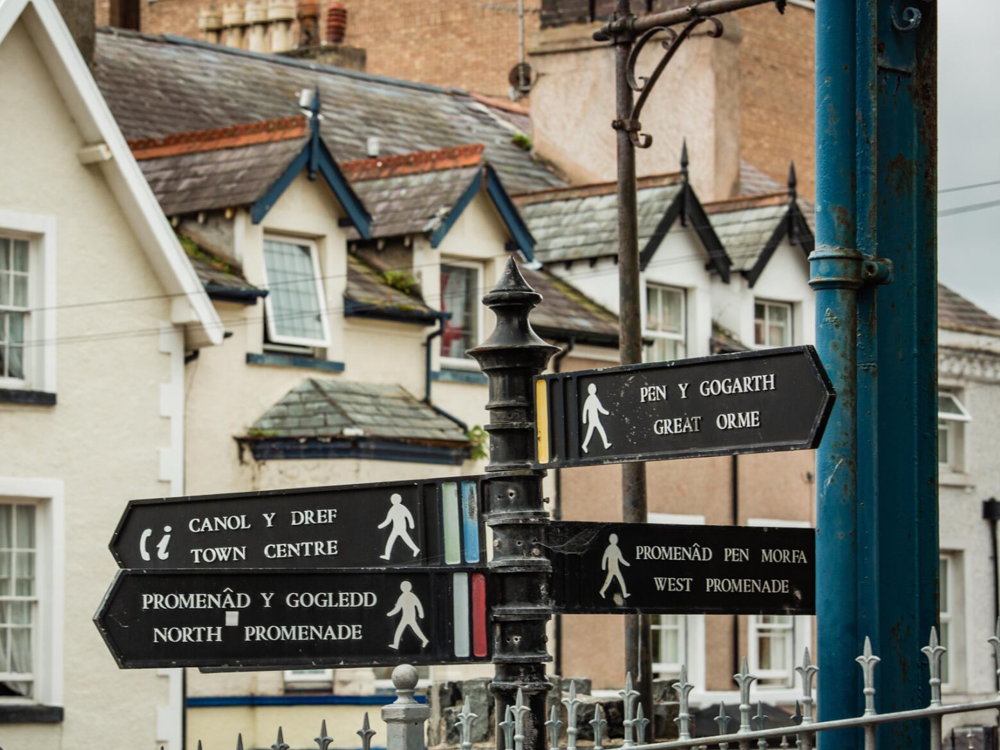 PEN Y GOGARTH
GREAT ORME
CANOL Y DREF
TOWN CENTRE
PROMENÂD PEN MORFA
WEST PROMENADE
PROMENÂD Y GOGLEDD
NORTH PROMENADE